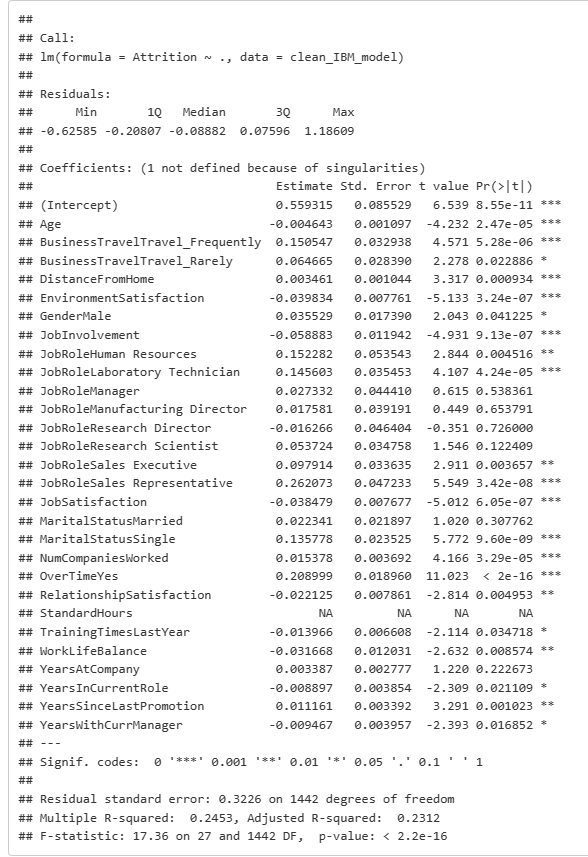 ##
## Call:
## lm(formula = Attrition ~ ., data = clean_IBM_model)
##
## Residuals:
##      Min       1Q   Median       3Q      Max
## -0.62585 -0.20807 -0.08882  0.07596  1.18609
##
## Coefficients: (1 not defined because of singularities)
##                                   Estimate Std. Error t value Pr(>|t|)
## (Intercept)                       0.559315   0.085529   6.539 8.55e-11 ***
## Age                              -0.004643   0.001097  -4.232 2.47e-05 ***
## BusinessTravelTravel_Frequently   0.150547   0.032938   4.571 5.28e-06 ***
## BusinessTravelTravel_Rarely       0.064665   0.028390   2.278 0.022886 *
## DistanceFromHome                  0.003461   0.001044   3.317 0.000934 ***
## EnvironmentSatisfaction          -0.039834   0.007761  -5.133 3.24e-07 ***
## GenderMale                        0.035529   0.017390   2.043 0.041225 *
## JobInvolvement                   -0.058883   0.011942  -4.931 9.13e-07 ***
## JobRoleHuman Resources            0.152282   0.053543   2.844 0.004516 **
## JobRoleLaboratory Technician      0.145603   0.035453   4.107 4.24e-05 ***
## JobRoleManager                    0.027332   0.044410   0.615 0.538361
## JobRoleManufacturing Director     0.017581   0.039191   0.449 0.653791
## JobRoleResearch Director         -0.016266   0.046404  -0.351 0.726000
## JobRoleResearch Scientist         0.053724   0.034758   1.546 0.122409
## JobRoleSales Executive            0.097914   0.033635   2.911 0.003657 **
## JobRoleSales Representative       0.262073   0.047233   5.549 3.42e-08 ***
## JobSatisfaction                  -0.038479   0.007677  -5.012 6.05e-07 ***
## MaritalStatusMarried              0.022341   0.021897   1.020 0.307762
## MaritalStatusSingle               0.135778   0.023525   5.772 9.60e-09 ***
## NumCompaniesWorked                0.015378   0.003692   4.166 3.29e-05 ***
## OverTimeYes                       0.208999   0.018960  11.023  < 2e-16 ***
## RelationshipSatisfaction         -0.022125   0.007861  -2.814 0.004953 **
## StandardHours                           NA         NA      NA       NA
## TrainingTimesLastYear            -0.013966   0.006608  -2.114 0.034718 *
## WorkLifeBalance                  -0.031668   0.012031  -2.632 0.008574 **
## YearsAtCompany                    0.003387   0.002777   1.220 0.222673
## YearsInCurrentRole               -0.008897   0.003854  -2.309 0.021109 *
## YearsSinceLastPromotion           0.011161   0.003392   3.291 0.001023 **
## YearsWithCurrManager             -0.009467   0.003957  -2.393 0.016852 *
## ---
## Signif. codes:  0 '***' 0.001 '**' 0.01 '*' 0.05 '.' 0.1 ' ' 1
##
## Residual standard error: 0.3226 on 1442 degrees of freedom
## Multiple R-squared:  0.2453, Adjusted R-squared:  0.2312
## F-statistic: 17.36 on 27 and 1442 DF,  p-value: < 2.2e-16